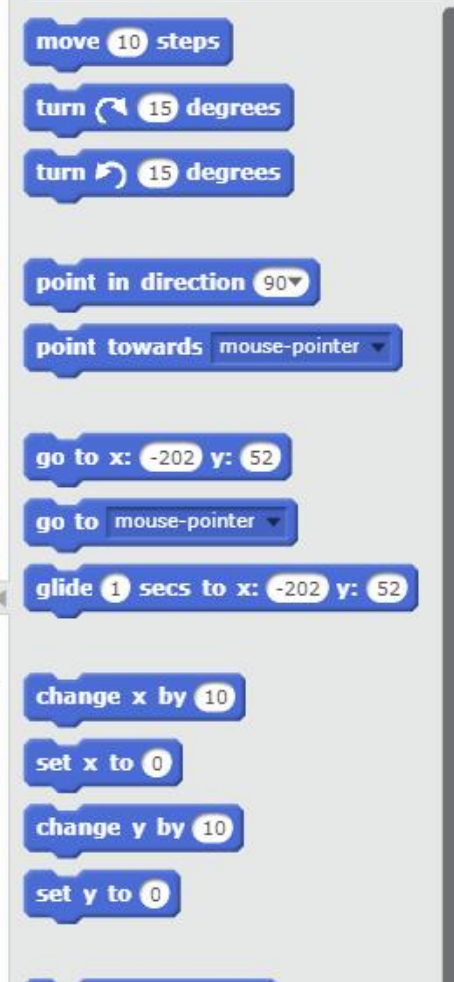 move 10 steps
turn 15 degrees
turn 15 degrees
point in direction 90
point towards mouse-pointer
go to x: -202 y: 52
go to mouse-pointer
glide 1 secs to x: -202 y: 52
change x by 10
set x to 0
change y by 10
set y to 0